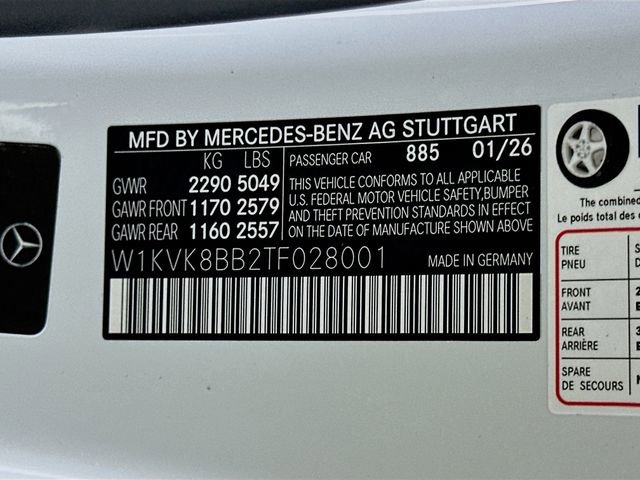 MFD BY MERCEDES-BENZ AG STUTTGART
KG LBS
GVWR 2290 5049
GAWR FRONT 1170 2579
GAWR REAR 1160 2557
PASSENGER CAR 885 01/26
THIS VEHICLE CONFORMS TO ALL APPLICABLE
U.S. FEDERAL MOTOR VEHICLE SAFETY, BUMPER
AND THEFT PREVENTION STANDARDS IN EFFECT
ON DATE OF MANUFACTURE SHOWN ABOVE
W1KVK8BB2TF028001
MADE IN GERMANY
The combined
Le poids total des
TIRE
PNEU
FRONT
AVANT
REAR
ARRIÈRE
SPARE
DE SECOURS